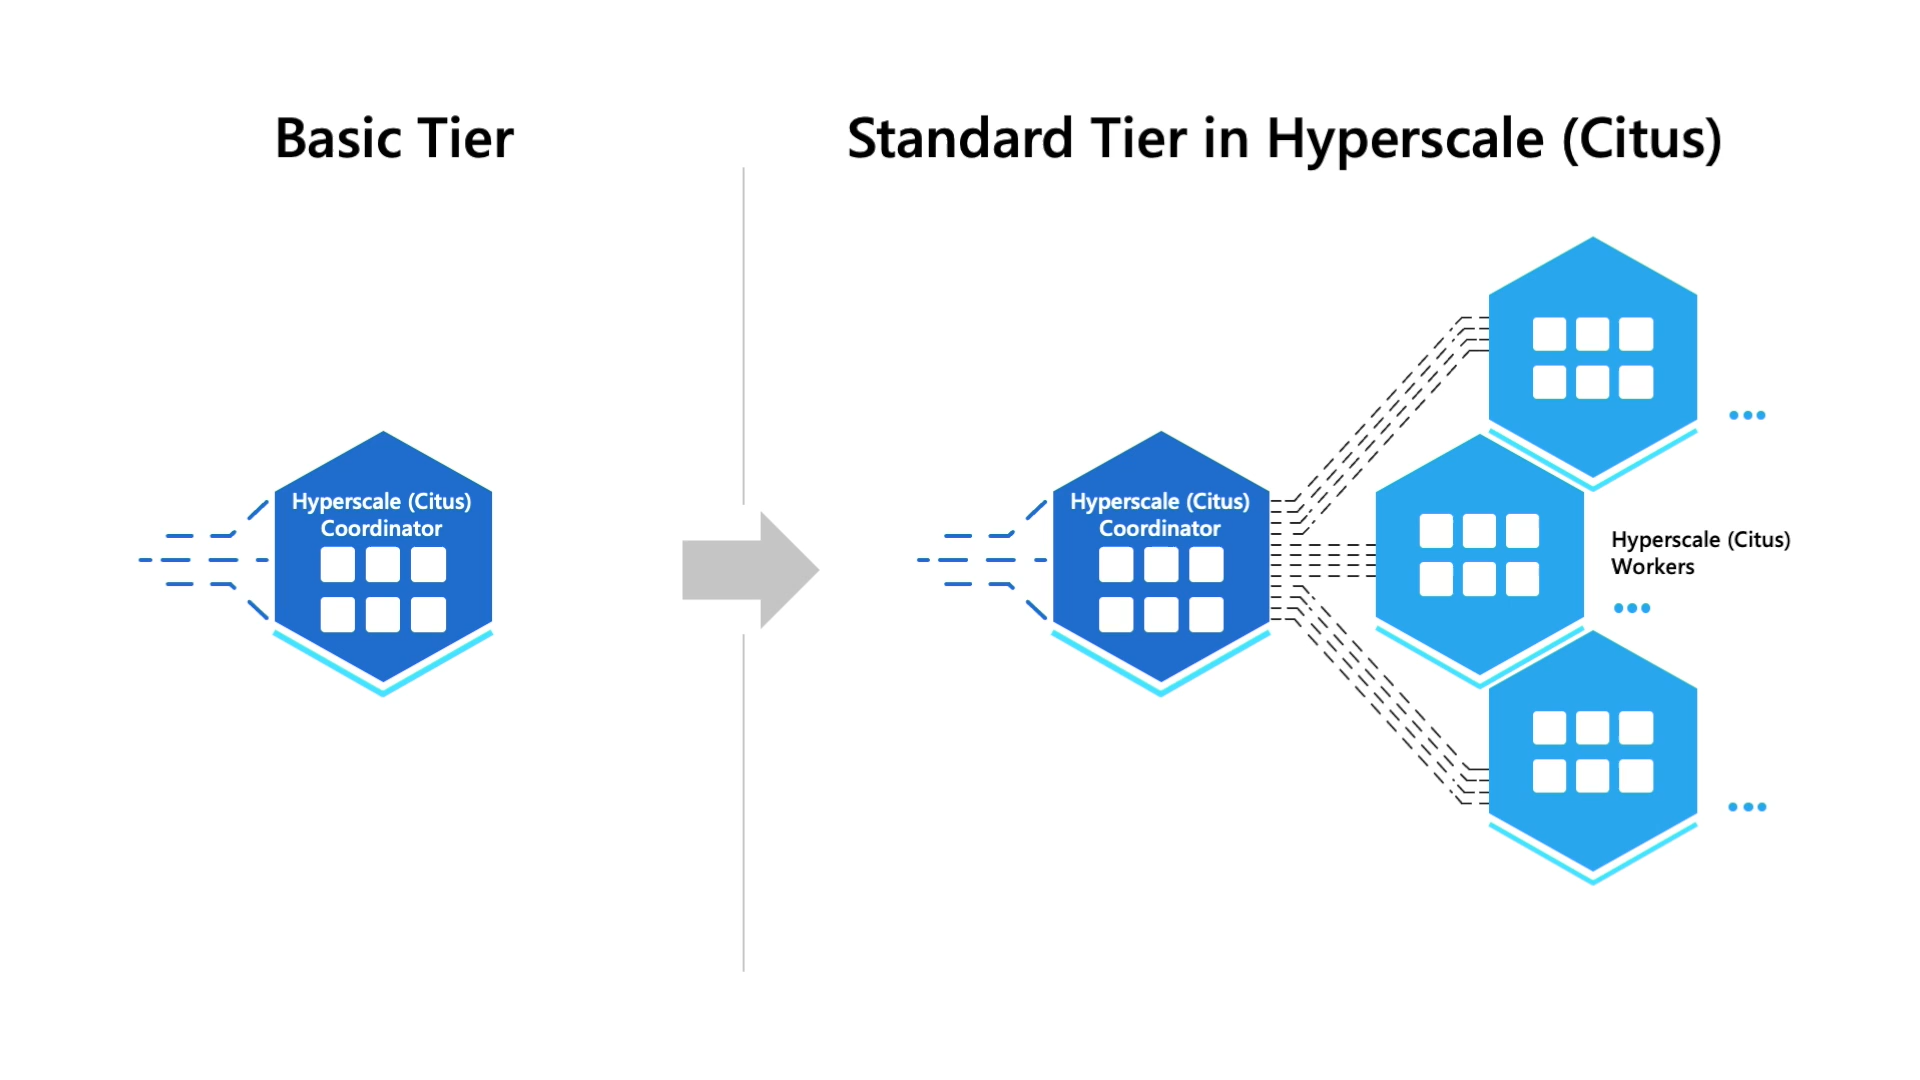 Basic Tier
Standard Tier in Hyperscale (Citus)
Hyperscale (Citus)
Coordinator
Hyperscale (Citus)
Coordinator
Hyperscale (Citus)
Workers